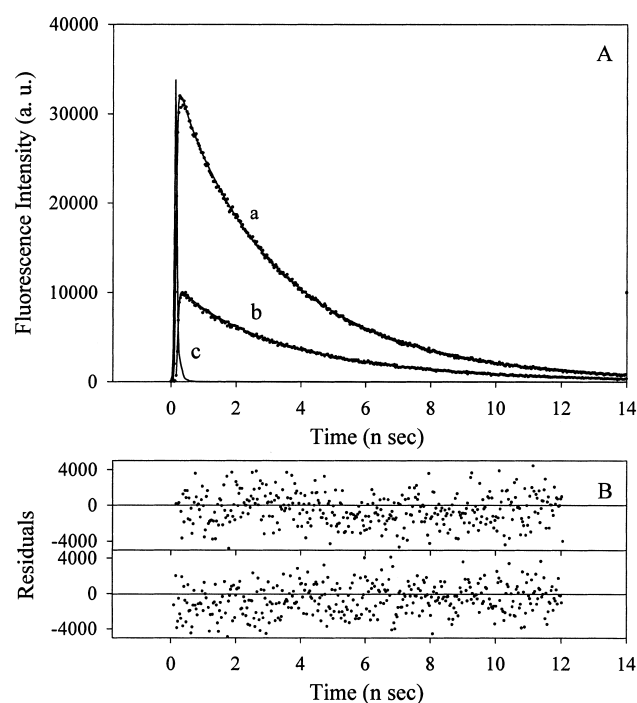 40000
A
30000
Fluorescence Intensity (a. u.)
a
20000
10000
b
c
0
0 2 4 6 8 10 12 14
Time (n sec)
4000
B
0
-4000
Residuals
4000
0
-4000
0 2 4 6 8 10 12 14
Time (n sec)